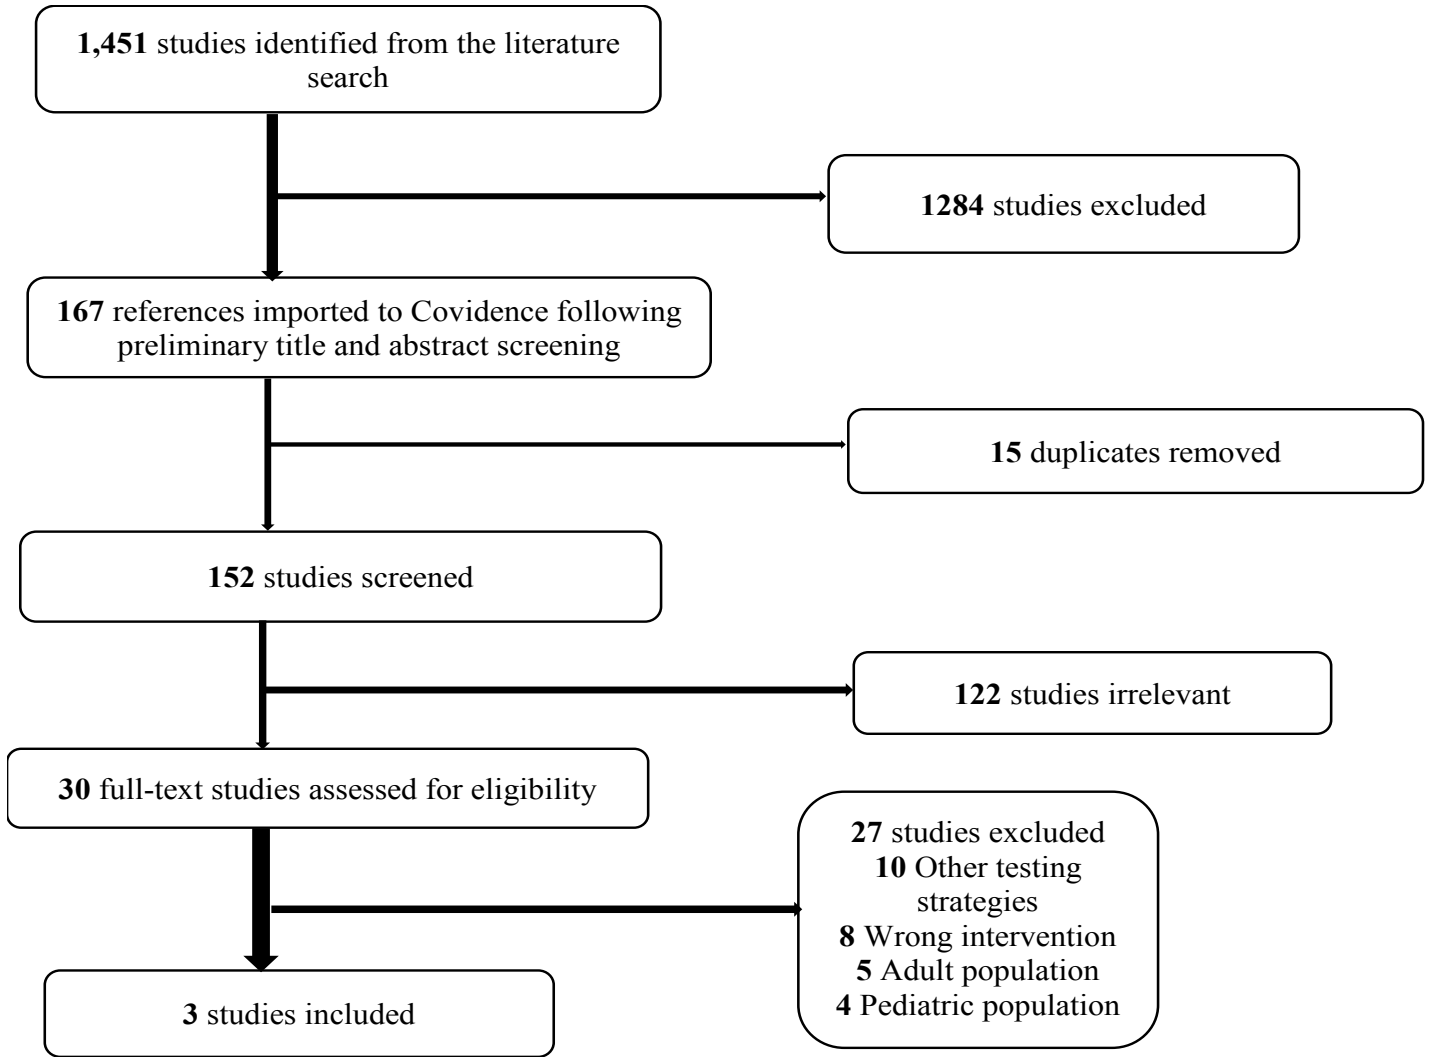 1,451 studies identified from the literature
search
1284 studies excluded
167 references imported to Covidence following
preliminary title and abstract screening
15 duplicates removed
152 studies screened
122 studies irrelevant
30 full-text studies assessed for eligibility
27 studies excluded
10 Other testing
strategies
8 Wrong intervention
5 Adult population
4 Pediatric population
3 studies included